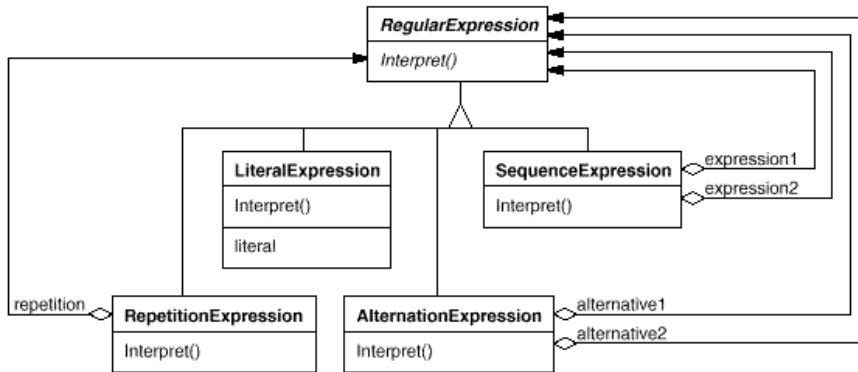 RegularExpression
Interpret()
LiteralExpression
Interpret()
literal
SequenceExpression
Interpret()
expression1
expression2
repetition
RepetitionExpression
Interpret()
AlternationExpression
Interpret()
alternative1
alternative2